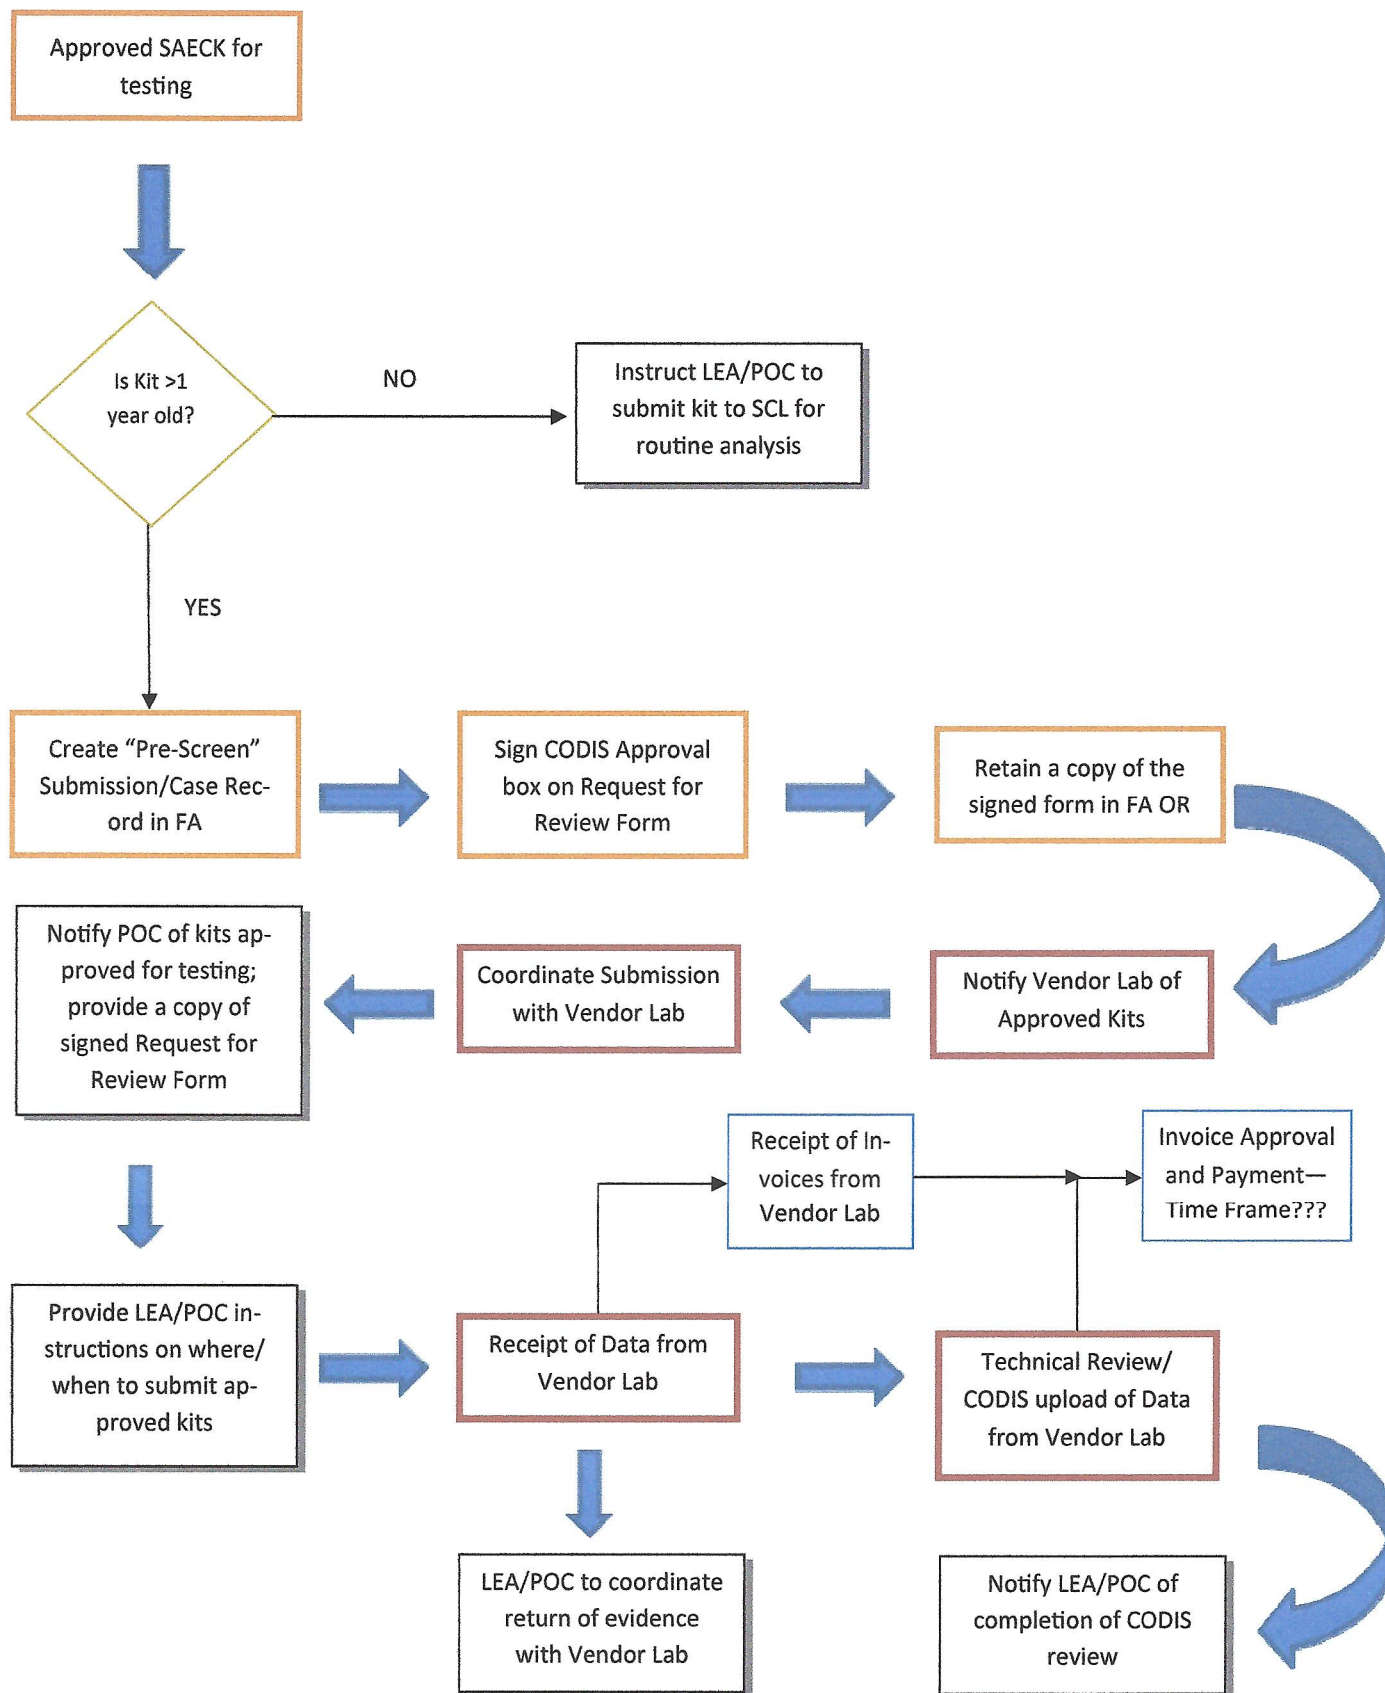 Approved SAECK for
testing
Is Kit >1
year old?
NO
Instruct LEA/POC to
submit kit to SCL for
routine analysis
YES
Create “Pre-Screen”
Submission/Case Rec-
ord in FA
Sign CODIS Approval
box on Request for
Review Form
Retain a copy of the
signed form in FA OR
Notify POC of kits ap-
proved for testing;
provide a copy of
signed Request for
Review Form
Coordinate Submission
with Vendor Lab
Notify Vendor Lab of
Approved Kits
Receipt of In-
voices from
Vendor Lab
Invoice Approval
and Payment—
Time Frame???
Provide LEA/POC in-
structions on where/
when to submit ap-
proved kits
Receipt of Data from
Vendor Lab
Technical Review/
CODIS upload of Data
from Vendor Lab
LEA/POC to coordinate
return of evidence
with Vendor Lab
Notify LEA/POC of
completion of CODIS
review